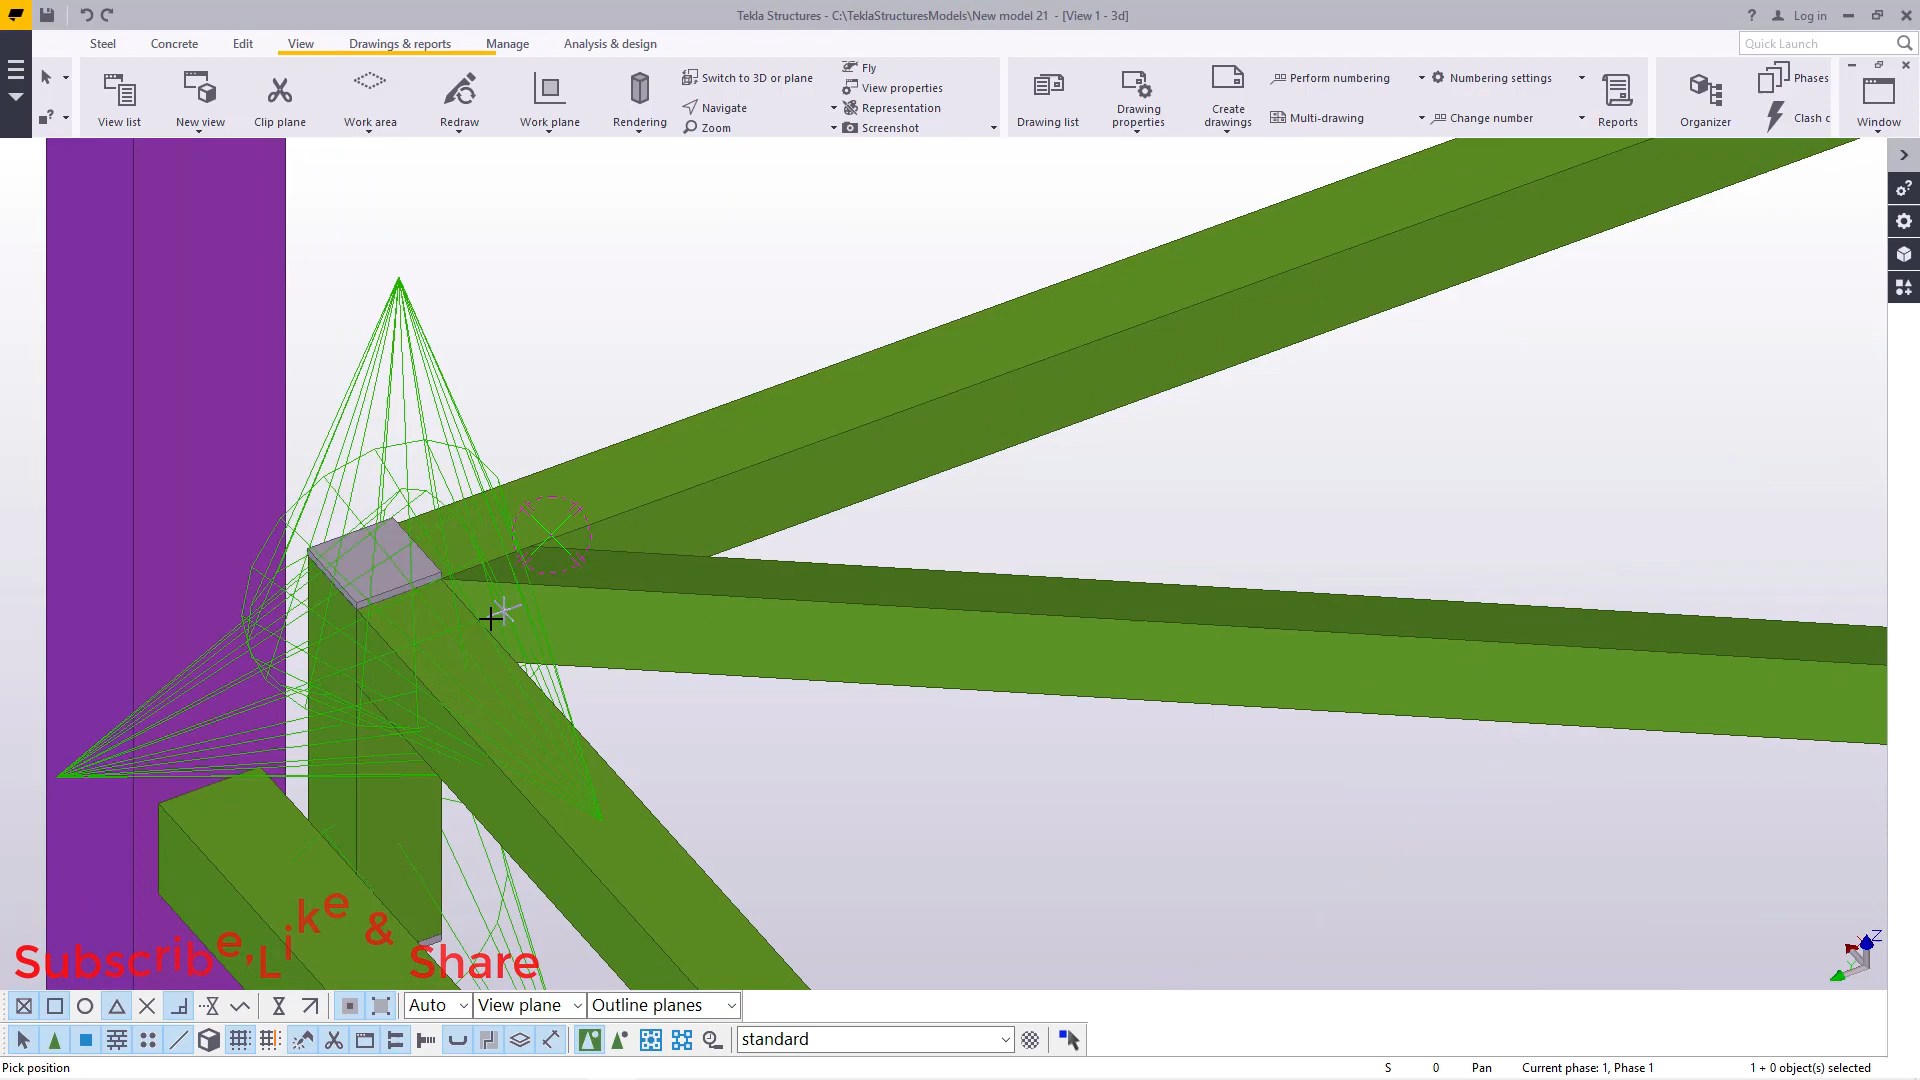 Tekla Structures - C:\TeklaStructuresModels\New model 21 - [View 1 - 3d]
? Log in
Steel Concrete Edit View Drawings & reports Manage Analysis & design
Quick Launch
View list
New view
Clip plane
Work area
Redraw
Work plane
Rendering
Switch to 3D or plane
Navigate
Zoom
Fly
View properties
Representation
Screenshot
Drawing list
Drawing
properties
Create
drawings
Perform numbering
Multi-drawing
Numbering settings
Change number
Reports
Organizer
Phases
Clash c
Window
Z
Y
Subscribe, Like & Share
Auto View plane Outline planes
standard
Pick position
S 0 Pan Current phase: 1, Phase 1 1 + 0 object(s) selected